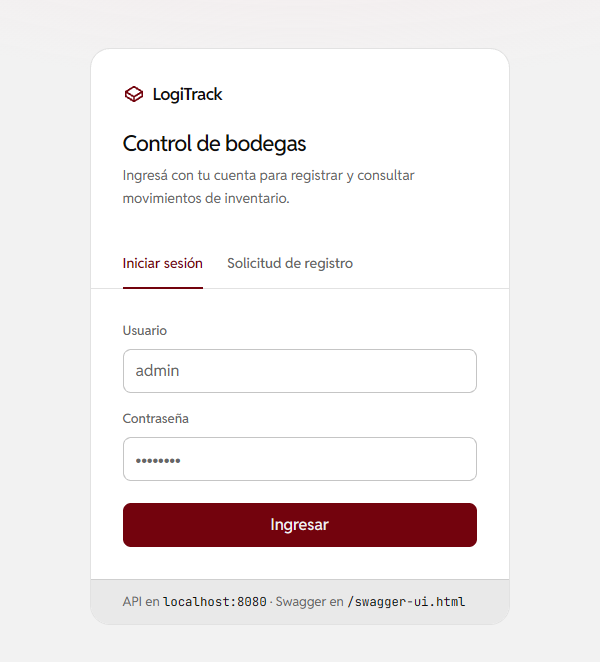 LogiTrack
Control de bodegas
Ingresá con tu cuenta para registrar y consultar
movimientos de inventario.
Iniciar sesión
Solicitud de registro
Usuario
admin
Contraseña
••••••••
Ingresar
API en localhost:8080 · Swagger en /swagger-ui.html